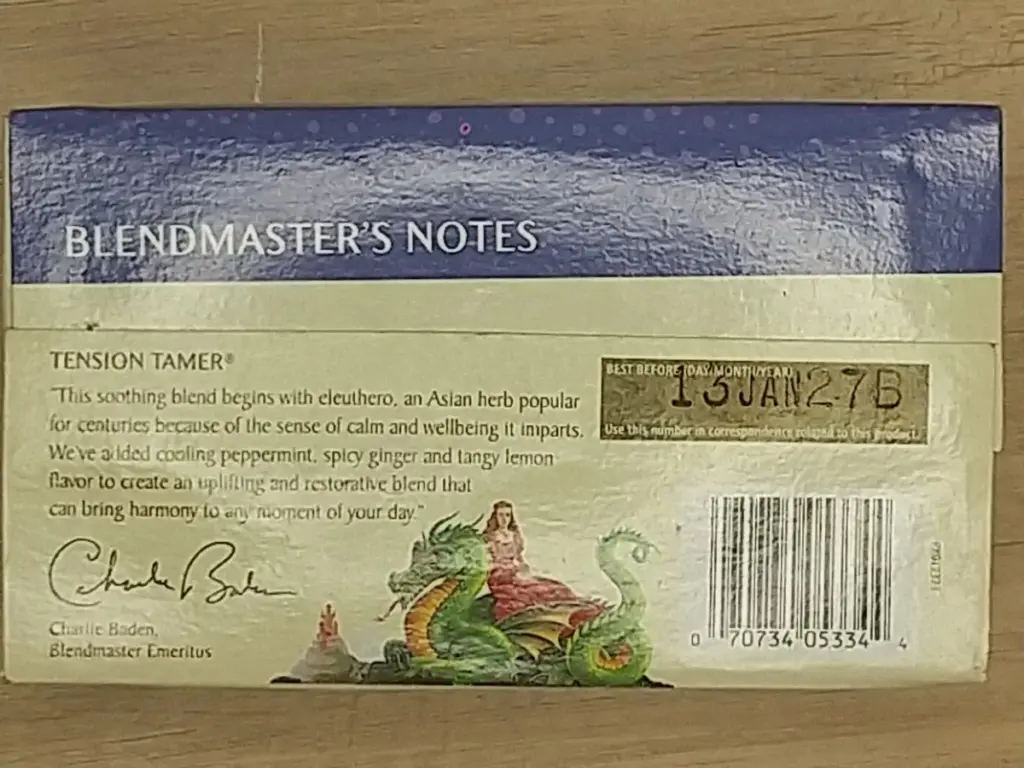 BLENDMASTER'S NOTES
TENSION TAMER®
"This soothing blend begins with eleuthero, an Asian herb popular
for centuries because of the sense of calm and wellbeing it imparts.
We've added cooling peppermint, spicy ginger and tangy lemon
flavor to create an uplifting and restorative blend that
can bring harmony to any moment of your day."
Charlie Baden
Charlie Baden,
Blendmaster Emeritus
BEST BEFORE (DAY/MONTH/YEAR)
13JAN27B
Use this number in correspondence related to this product.
0 70734 05334 4